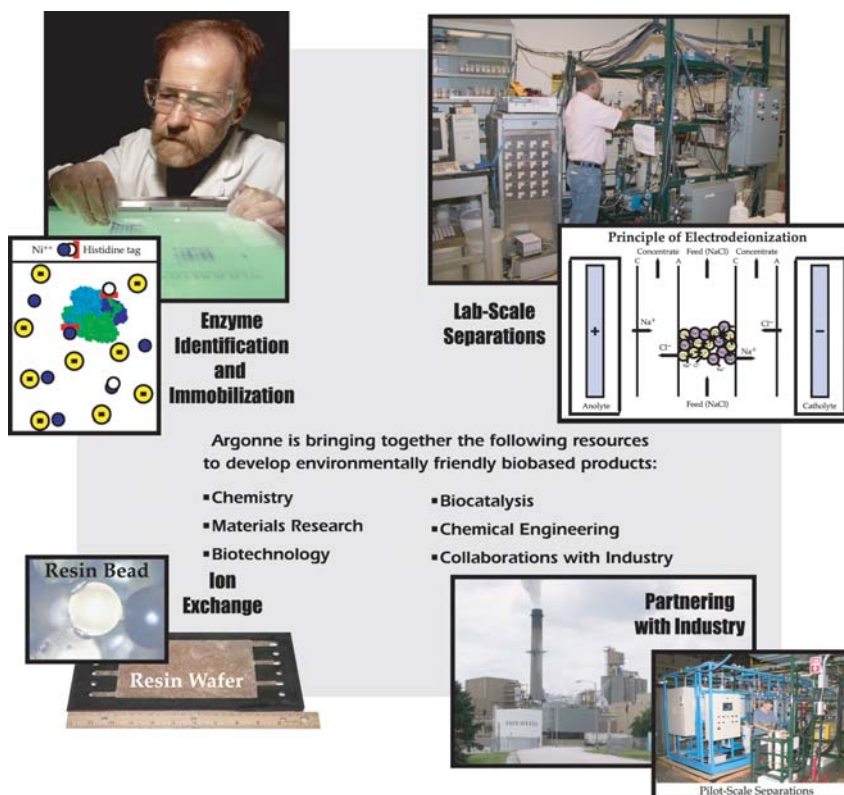 Ni++
Histidine tag
Enzyme
Identification
and
Immobilization
Lab-Scale
Separations
Principle of Electrodeionization
Concentrate
Feed (NaCl)
Concentrate
C
A
C
A
+
Na+
Cl-
Na+
Cl-
–
Anolyte
Feed (NaCl)
Catholyte
Argonne is bringing together the following resources
to develop environmentally friendly biobased products:
▪Chemistry
▪Materials Research
▪Biotechnology
▪Biocatalysis
▪Chemical Engineering
▪Collaborations with Industry
Resin Bead
Ion
Exchange
Resin Wafer
Partnering
with Industry
Pilot-Scale Separations